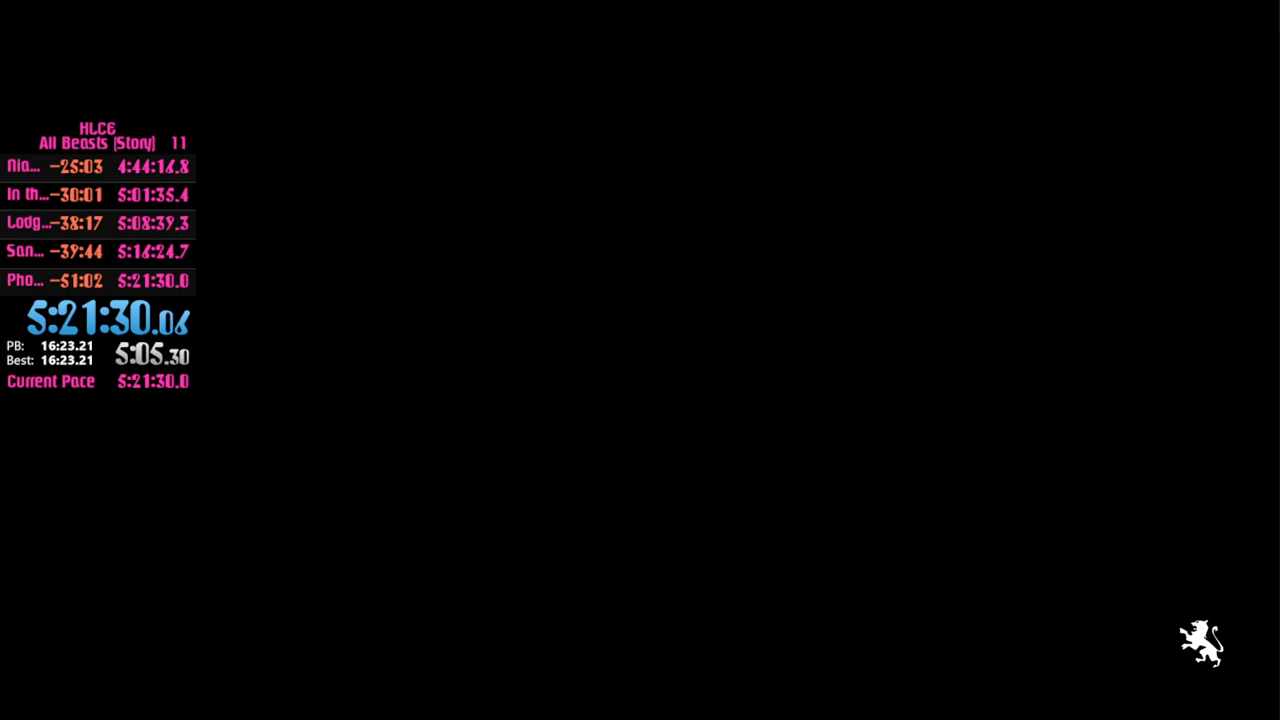 HLCE
All Beasts (Story) 11
Nia... −25:03 4:44:16.8
In th... −30:01 5:01:35.4
Lodg... −38:17 5:08:39.3
San... −39:44 5:16:24.7
Pho... −51:02 5:21:30.0
5:21:30.06
PB: 16:23.21
Best: 16:23.21
5:05.30
Current Pace 5:21:30.0